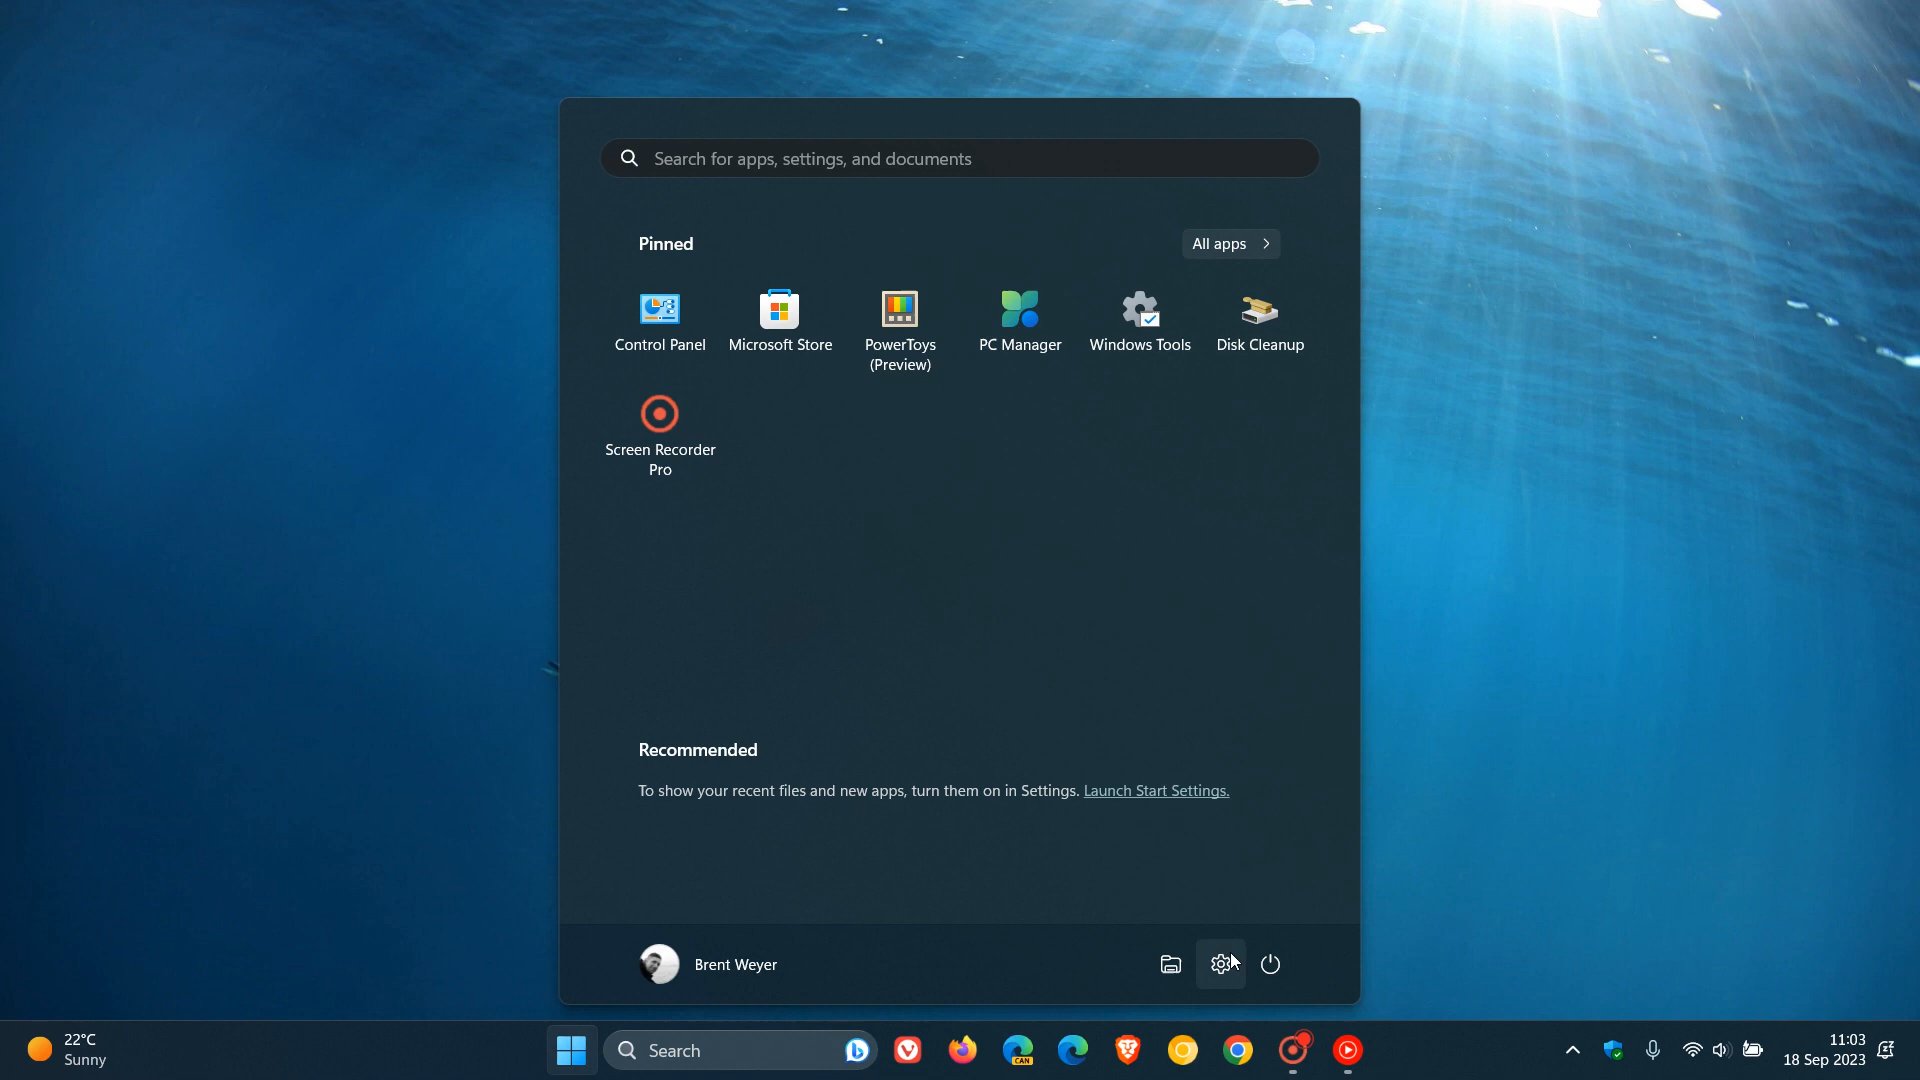 Search for apps, settings, and documents
Pinned
All apps
Control Panel
Microsoft Store
PowerToys
(Preview)
PC Manager
Windows Tools
Disk Cleanup
Screen Recorder
Pro
Recommended
To show your recent files and new apps, turn them on in Settings. Launch Start Settings.
Brent Weyer
22°C
Sunny
Search
CAN
11:03
18 Sep 2023